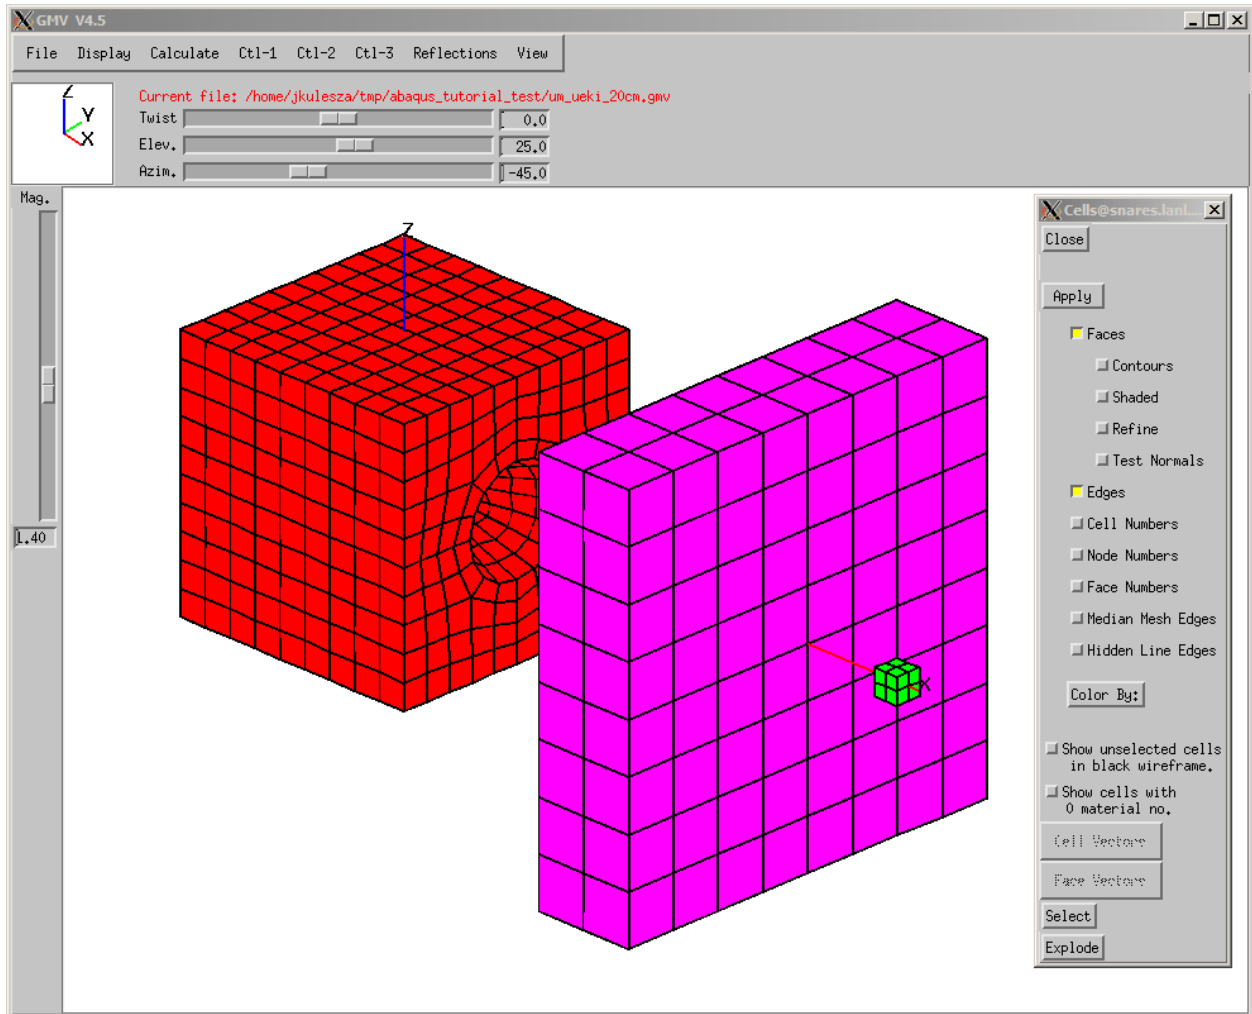 GMV V4.5
File Display Calculate Ctl-1 Ctl-2 Ctl-3 Reflections View
Current file: /home/jkulesza/tmp/abaqus_tutorial_test/um_ueki_20cm.gmv
Z
Y
X
Twist 0.0
Elev. 25.0
Azim. -45.0
Mag.
1.40
Z
X
Cells@snares.lanl....
Close
Apply
Faces
Contours
Shaded
Refine
Test Normals
Edges
Cell Numbers
Node Numbers
Face Numbers
Median Mesh Edges
Hidden Line Edges
Color By:
Show unselected cells
in black wireframe.
Show cells with
0 material no.
Cell Vectors
Face Vectors
Select
Explode